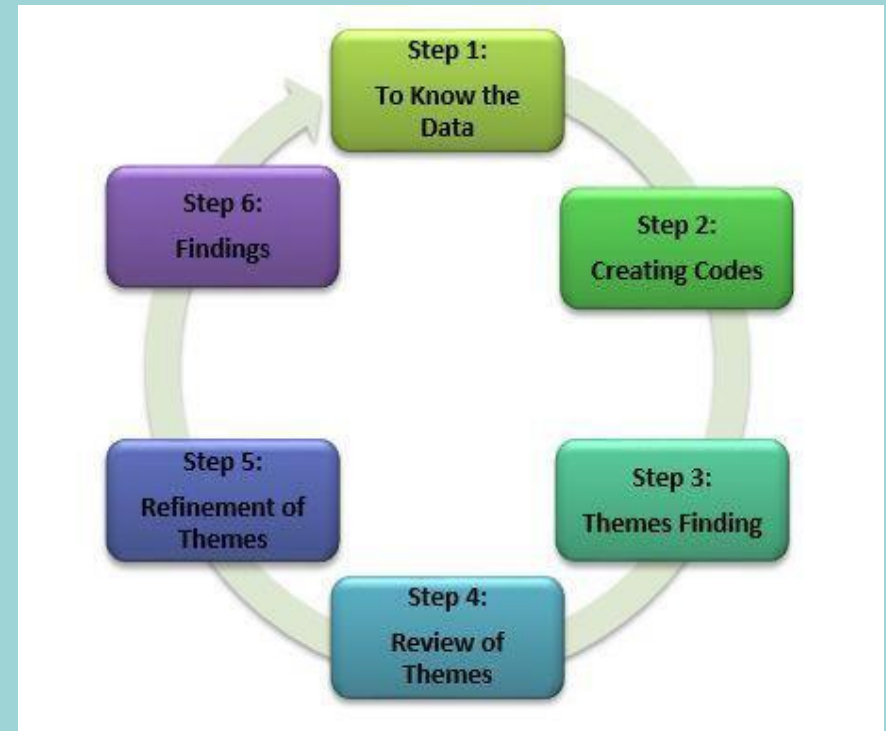 Step 1:
To Know the
Data
Step 2:
Creating Codes
Step 3:
Themes Finding
Step 4:
Review of
Themes
Step 5:
Refinement of
Themes
Step 6:
Findings